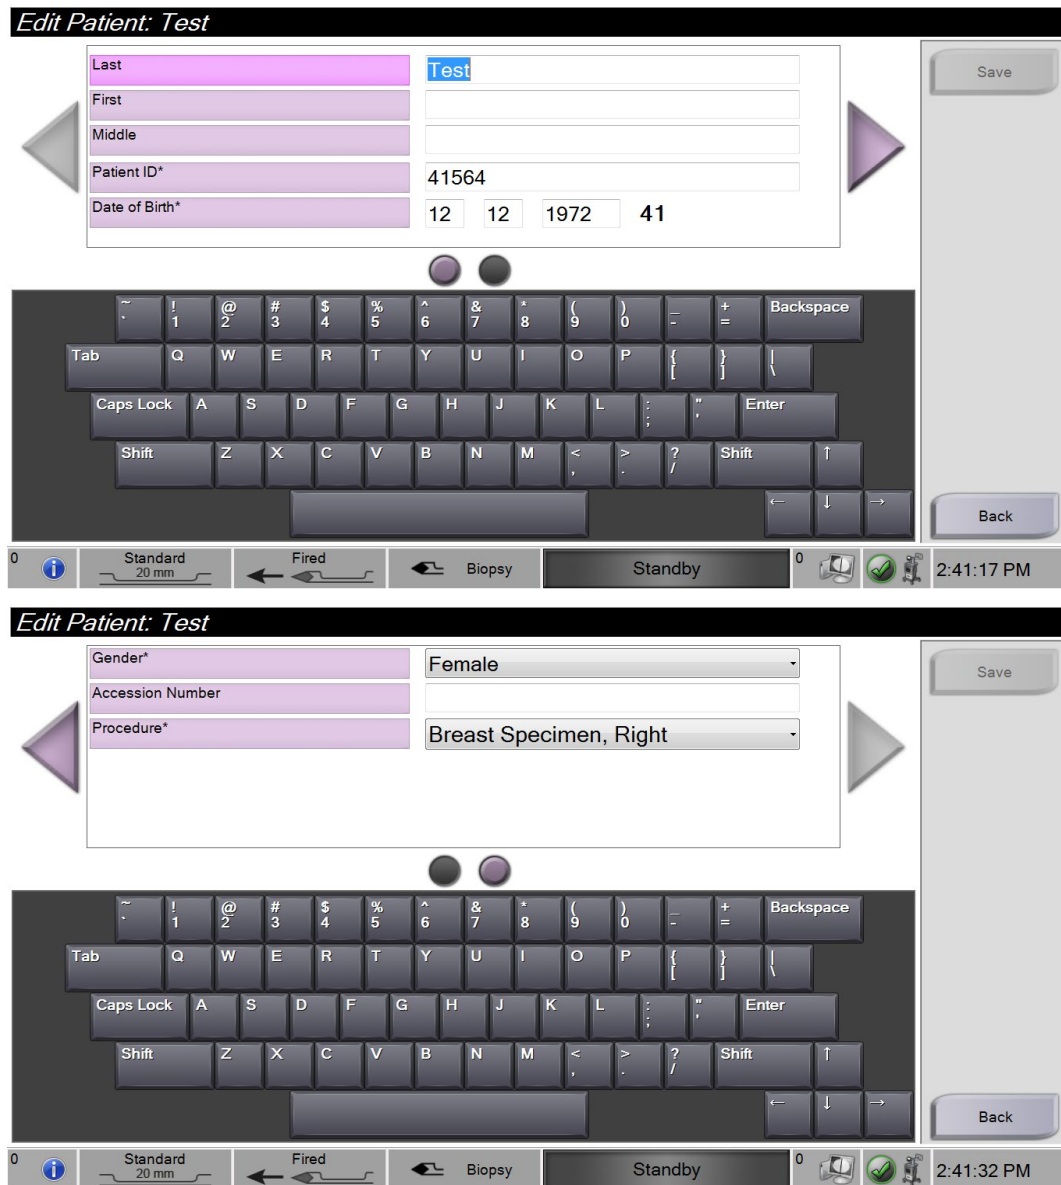 Edit Patient: Test
Last Test
Save
First
Middle
Patient ID* 41564
Date of Birth* 12 12 1972 41
~ ` ! 1 @ 2 # 3 $ 4 % 5 ^ 6 & 7 * 8 ( 9 ) 0 _ - + = Backspace
Tab Q W E R T Y U I O P { [ } ] | \
Caps Lock A S D F G H J K L : ; " ' Enter
Shift Z X C V B N M < , > . ? / Shift ↑
← ↓ →
Back
0 Standard 20 mm Fired Biopsy Standby 0 2:41:17 PM
Edit Patient: Test
Gender* Female
Save
Accession Number
Procedure* Breast Specimen, Right
~ ` ! 1 @ 2 # 3 $ 4 % 5 ^ 6 & 7 * 8 ( 9 ) 0 _ - + = Backspace
Tab Q W E R T Y U I O P { [ } ] | \
Caps Lock A S D F G H J K L : ; " ' Enter
Shift Z X C V B N M < , > . ? / Shift ↑
← ↓ →
Back
0 Standard 20 mm Fired Biopsy Standby 0 2:41:32 PM